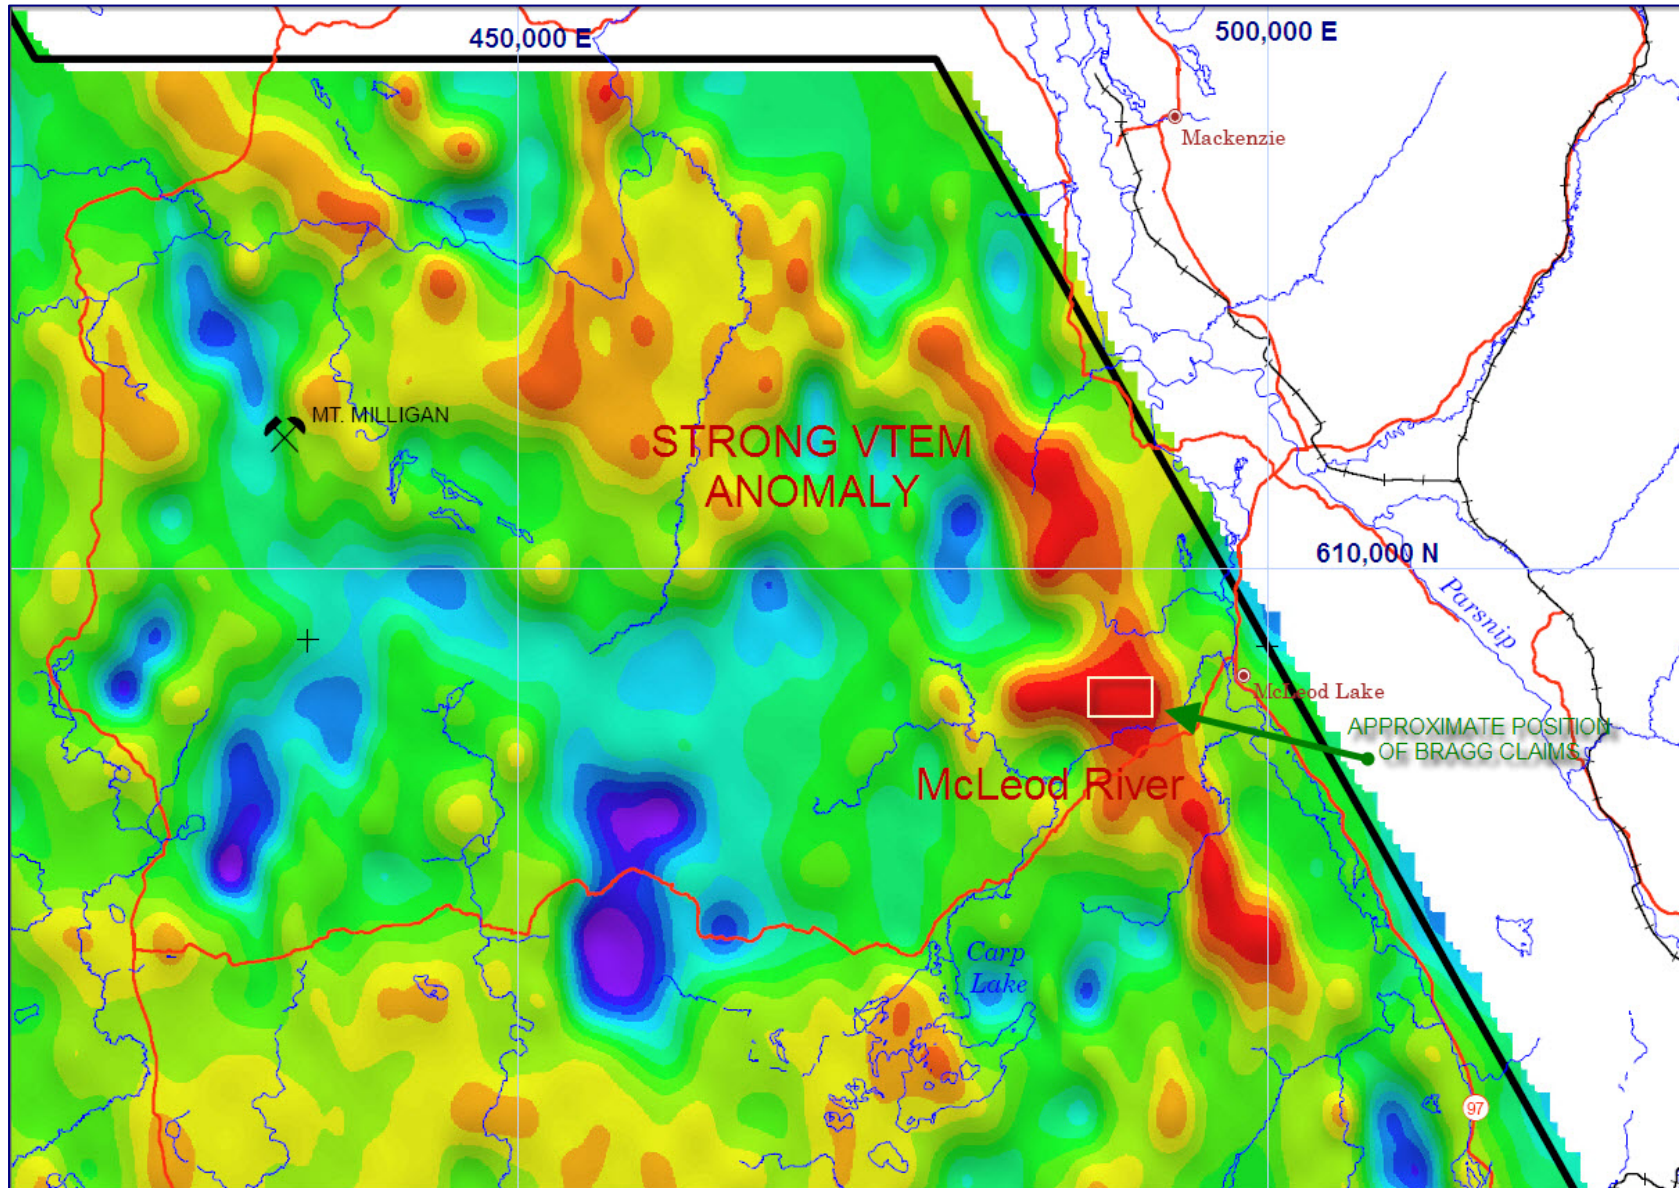 450,000 E
500,000 E
Mackenzie
MT. MILLIGAN
STRONG VTEM
ANOMALY
610,000 N
Parsnip
McLeod Lake
APPROXIMATE POSITION
OF BRAGG CLAIMS
McLeod River
Carp
Lake
97